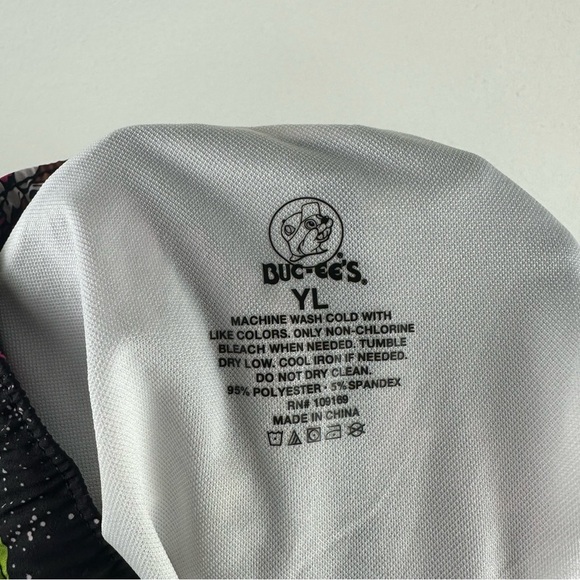 BUC-EE'S®
YL
MACHINE WASH COLD WITH
LIKE COLORS. ONLY NON-CHLORINE
BLEACH WHEN NEEDED. TUMBLE
DRY LOW. COOL IRON IF NEEDED.
DO NOT DRY CLEAN.
95% POLYESTER • 5% SPANDEX
RN# 109169
MADE IN CHINA